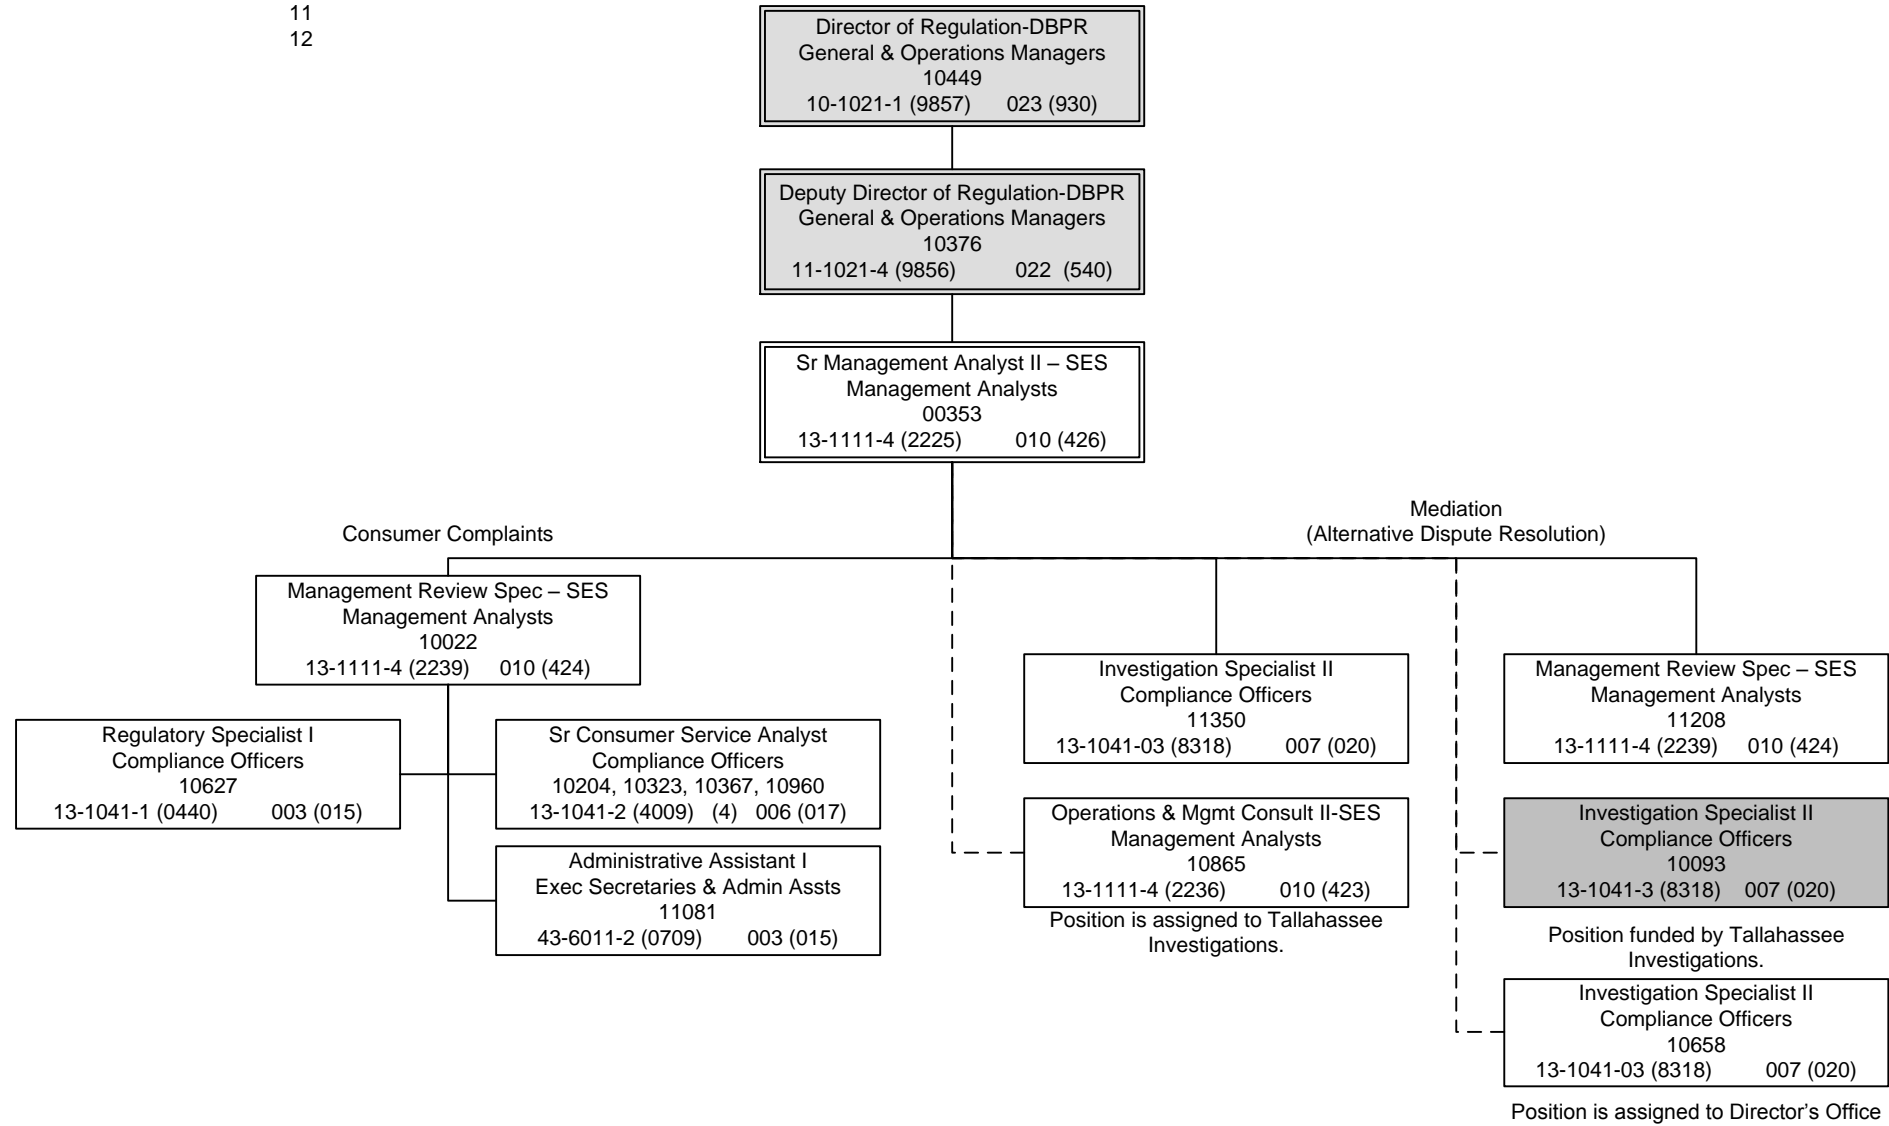 11
12
Director of Regulation-DBPR
General & Operations Managers
10449
10-1021-1 (9857) 023 (930)
Deputy Director of Regulation-DBPR
General & Operations Managers
10376
11-1021-4 (9856) 022 (540)
Sr Management Analyst II – SES
Management Analysts
00353
13-1111-4 (2225) 010 (426)
Consumer Complaints
Mediation
(Alternative Dispute Resolution)
Management Review Spec – SES
Management Analysts
10022
13-1111-4 (2239) 010 (424)
Regulatory Specialist I
Compliance Officers
10627
13-1041-1 (0440) 003 (015)
Sr Consumer Service Analyst
Compliance Officers
10204, 10323, 10367, 10960
13-1041-2 (4009) (4) 006 (017)
Administrative Assistant I
Exec Secretaries & Admin Assts
11081
43-6011-2 (0709) 003 (015)
Investigation Specialist II
Compliance Officers
11350
13-1041-03 (8318) 007 (020)
Operations & Mgmt Consult II-SES
Management Analysts
10865
13-1111-4 (2236) 010 (423)
Position is assigned to Tallahassee
Investigations.
Management Review Spec – SES
Management Analysts
11208
13-1111-4 (2239) 010 (424)
Investigation Specialist II
Compliance Officers
10093
13-1041-3 (8318) 007 (020)
Position funded by Tallahassee
Investigations.
Investigation Specialist II
Compliance Officers
10658
13-1041-03 (8318) 007 (020)
Position is assigned to Director’s Office